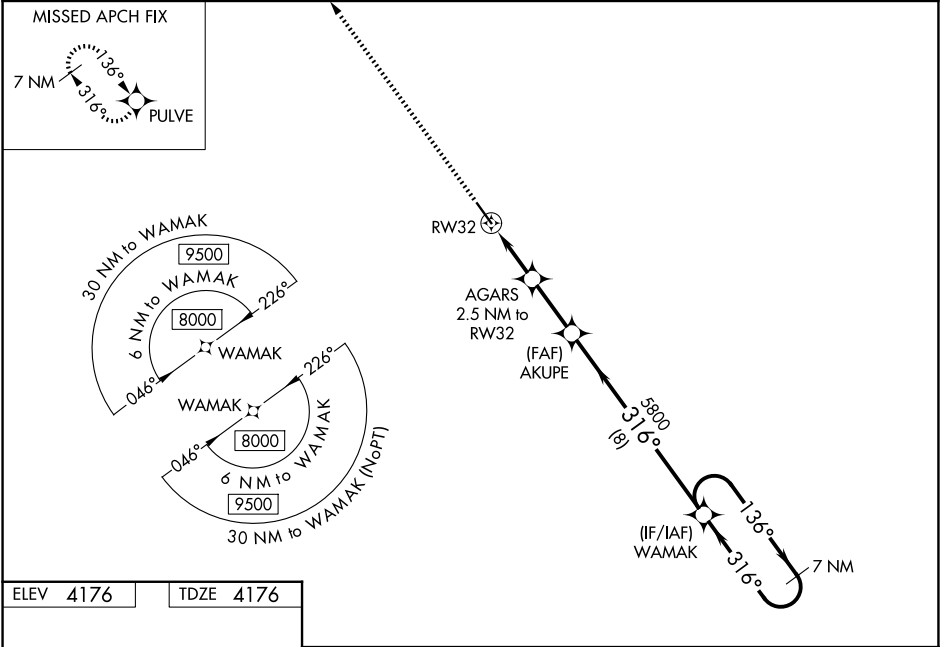 MISSED APCH FIX
136°
7 NM
316°
PULVE
30 NM to WAMAK
9500
6 NM to WAMAK
8000
226°
WAMAK
046°
226°
WAMAK
046°
8000
6 NM to WAMAK
9500
30 NM to WAMAK (NoPT)
RW32
AGARS
2.5 NM to
RW32
(FAF)
AKUPE
5800
316°
(8)
(IF/IAF)
WAMAK
136°
316°
7 NM
ELEV 4176
TDZE 4176